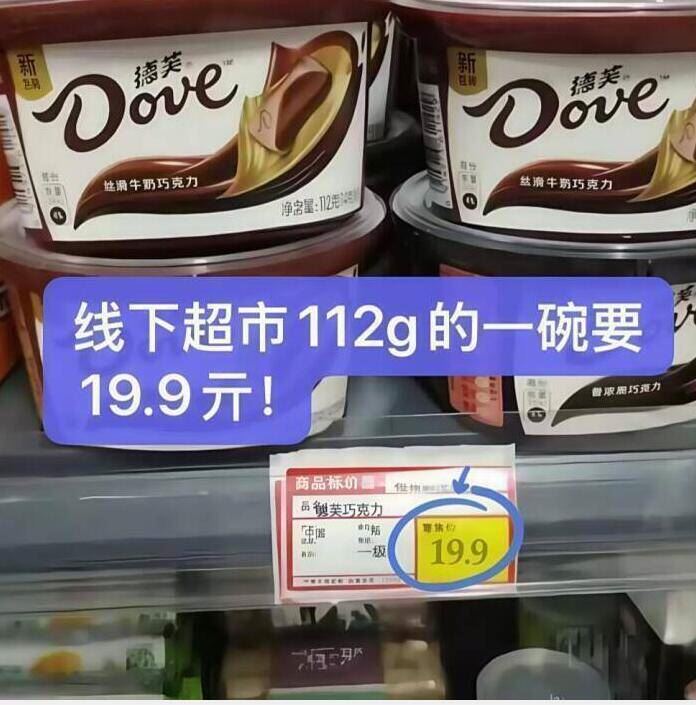 新
包装
德芙
Dove
丝滑牛奶巧克力
净含量:112克
新
包装
德芙
Dove
丝滑牛奶巧克力
线下超市112g的一碗要
19.9亓!
香浓黑巧克力
商品标价
德芙巧克力
一级
零售价
19.9